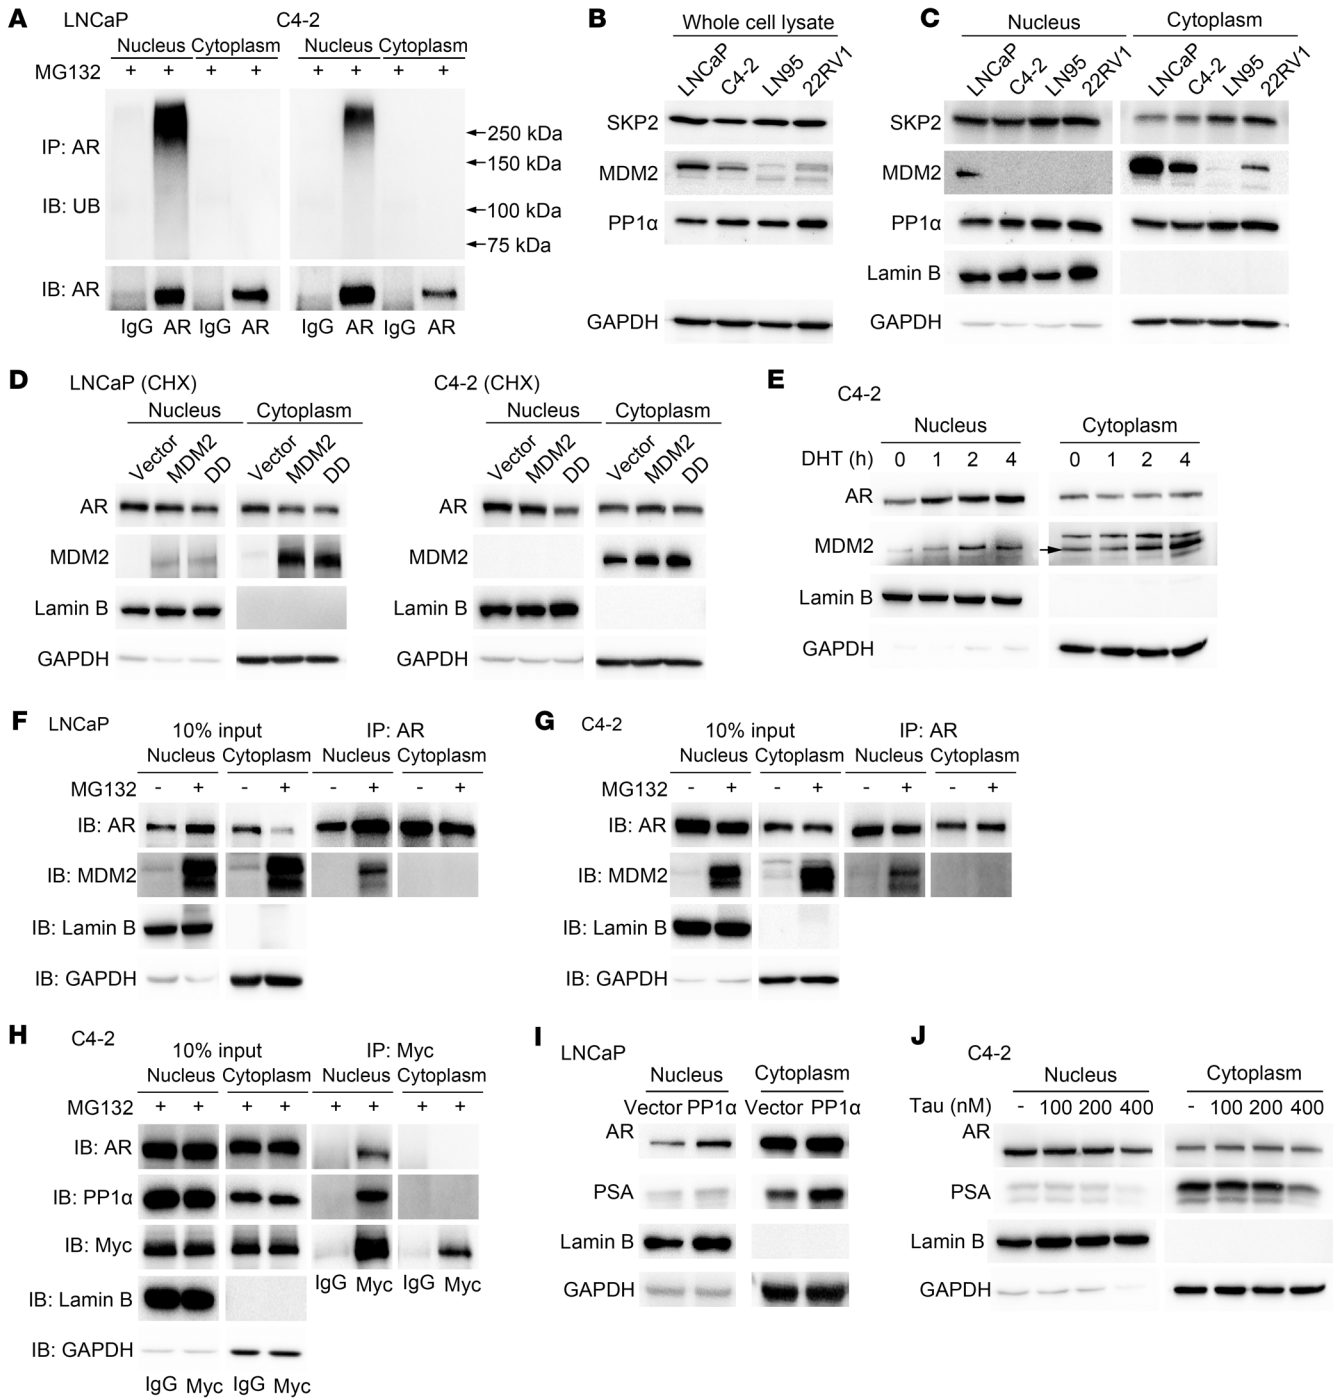 A
LNCaP
C4-2
Nucleus Cytoplasm
Nucleus Cytoplasm
MG132 + + + + + + + +
IP: AR
IB: UB
250 kDa
150 kDa
100 kDa
75 kDa
IB: AR
IgG AR IgG AR IgG AR IgG AR
B
Whole cell lysate
LNCaP C4-2 LN95 22RV1
SKP2
MDM2
PP1α
GAPDH
C
Nucleus Cytoplasm
LNCaP C4-2 LN95 22RV1 LNCaP C4-2 LN95 22RV1
SKP2
MDM2
PP1α
Lamin B
GAPDH
D
LNCaP (CHX)
Nucleus Cytoplasm
Vector MDM2 DD Vector MDM2 DD
AR
MDM2
Lamin B
GAPDH
C4-2 (CHX)
Nucleus Cytoplasm
Vector MDM2 DD Vector MDM2 DD
AR
MDM2
Lamin B
GAPDH
E
C4-2
Nucleus Cytoplasm
DHT (h) 0 1 2 4 0 1 2 4
AR
MDM2
Lamin B
GAPDH
F
LNCaP
10% input IP: AR
Nucleus Cytoplasm Nucleus Cytoplasm
MG132 - + - + - + - +
IB: AR
IB: MDM2
IB: Lamin B
IB: GAPDH
G
C4-2
10% input IP: AR
Nucleus Cytoplasm Nucleus Cytoplasm
MG132 - + - + - + - +
IB: AR
IB: MDM2
IB: Lamin B
IB: GAPDH
H
C4-2
10% input IP: Myc
Nucleus Cytoplasm Nucleus Cytoplasm
MG132 + + + + + + + +
IB: AR
IB: PP1α
IB: Myc
IgG Myc IgG Myc
IB: Lamin B
IB: GAPDH
IgG Myc IgG Myc
I
LNCaP
Nucleus Cytoplasm
Vector PP1α Vector PP1α
AR
PSA
Lamin B
GAPDH
J
C4-2
Nucleus Cytoplasm
Tau (nM) - 100 200 400 - 100 200 400
AR
PSA
Lamin B
GAPDH